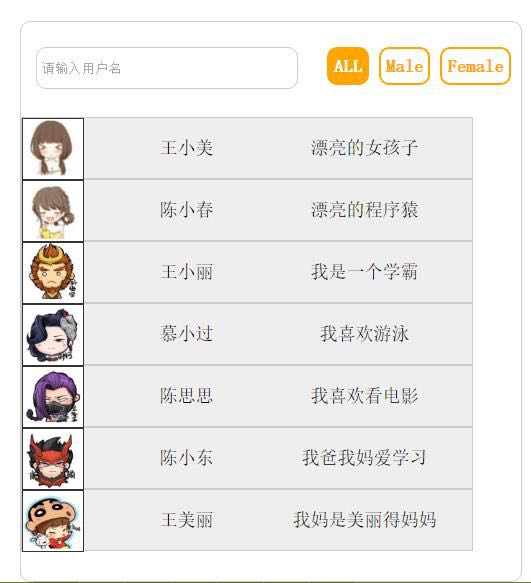 请输入用户名 ALL Male Female
王小美 漂亮的女孩子
陈小春 漂亮的程序猿
王小丽 我是一个学霸
慕小过 我喜欢游泳
陈思思 我喜欢看电影
陈小东 我爸我妈爱学习
王美丽 我妈是美丽得妈妈